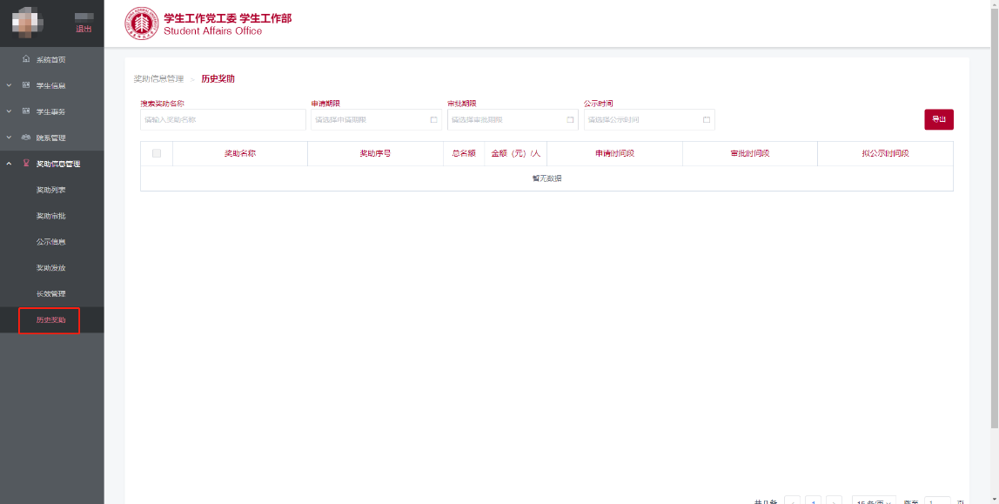 退出
学生工作党工委 学生工作部
Student Affairs Office
系统首页
学生信息
学生事务
院系管理
奖助信息管理
奖助列表
奖助审批
公示信息
奖助发放
长效管理
历史奖助
奖助信息管理 > 历史奖助
搜索奖助名称 申请期限 审批期限 公示时间
请输入奖助名称 请选择申请期限 请选择审批期限 请选择公示时间 导出
奖助名称 奖助序号 总名额 金额（元）/人 申请时间段 审批时间段 拟公示时间段
暂无数据
共几条 < 1 > 15 条/页 跳至 1 页